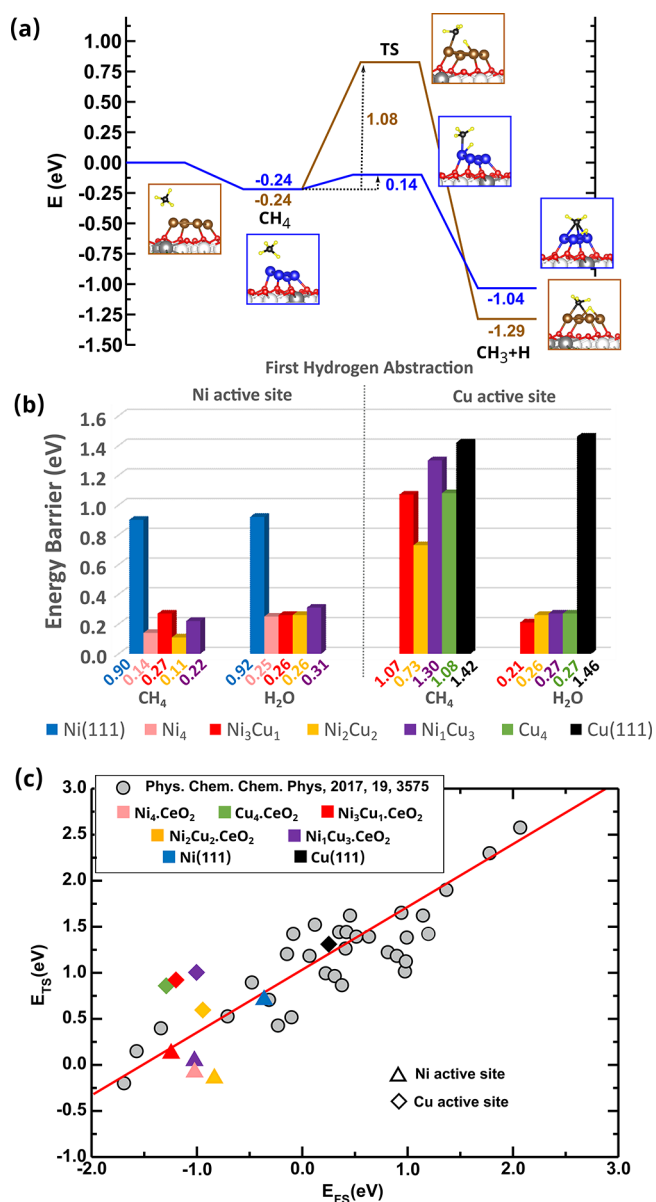 (a)
1.00
0.75
0.50
0.25
0.00
-0.25
-0.50
-0.75
-1.00
-1.25
-1.50
E (eV)
TS
1.08
-0.24
-0.24
CH4
0.14
-1.04
-1.29
CH3+H
First Hydrogen Abstraction
(b)
Ni active site
Cu active site
Energy Barrier (eV)
1.6
1.4
1.2
1.0
0.8
0.6
0.4
0.2
0.0
0.90 0.14 0.27 0.11 0.22
0.92 0.25 0.26 0.26 0.31
1.07 0.73 1.30 1.08 1.42
0.21 0.26 0.27 0.27 1.46
CH4 H2O CH4 H2O
Ni(111) Ni4 Ni3Cu1 Ni2Cu2 Ni1Cu3 Cu4 Cu(111)
(c)
Phys. Chem. Chem. Phys, 2017, 19, 3575
Ni4.CeO2 Cu4.CeO2 Ni3Cu1.CeO2
Ni2Cu2.CeO2 Ni1Cu3.CeO2
Ni(111) Cu(111)
3.0
2.5
2.0
1.5
1.0
0.5
0.0
-0.5
-1.0
ETS(eV)
Ni active site
Cu active site
-2.0 -1.0 0.0 1.0 2.0 3.0
EFS(eV)